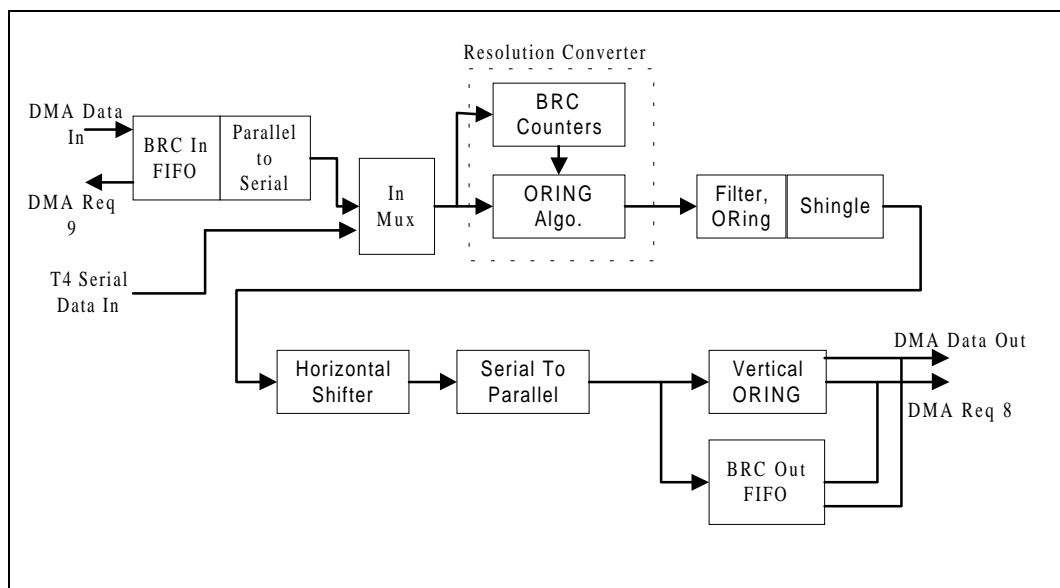 Resolution Converter
DMA Data
In
BRC In
FIFO
Parallel
to
Serial
DMA Req
9
In
Mux
BRC
Counters
ORING
Algo.
Filter,
ORing
Shingle
T4 Serial
Data In
Horizontal
Shifter
Serial To
Parallel
Vertical
ORING
DMA Data Out
DMA Req 8
BRC Out
FIFO